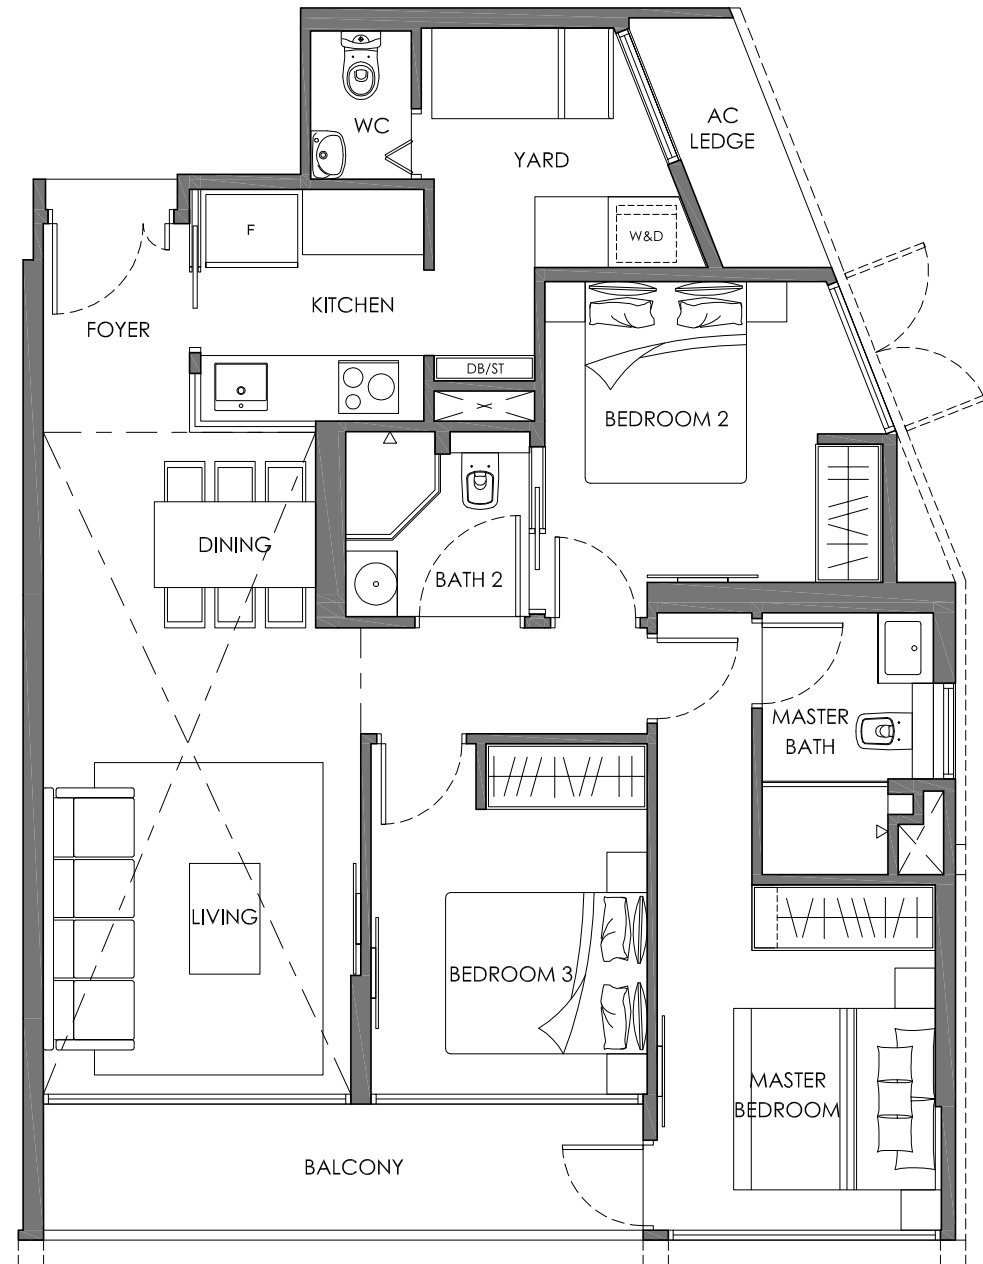 WC
AC
LEDGE
YARD
F
W&D
KITCHEN
FOYER
DB/ST
BEDROOM 2
DINING
BATH 2
MASTER
BATH
LIVING
BEDROOM 3
MASTER
BEDROOM
BALCONY